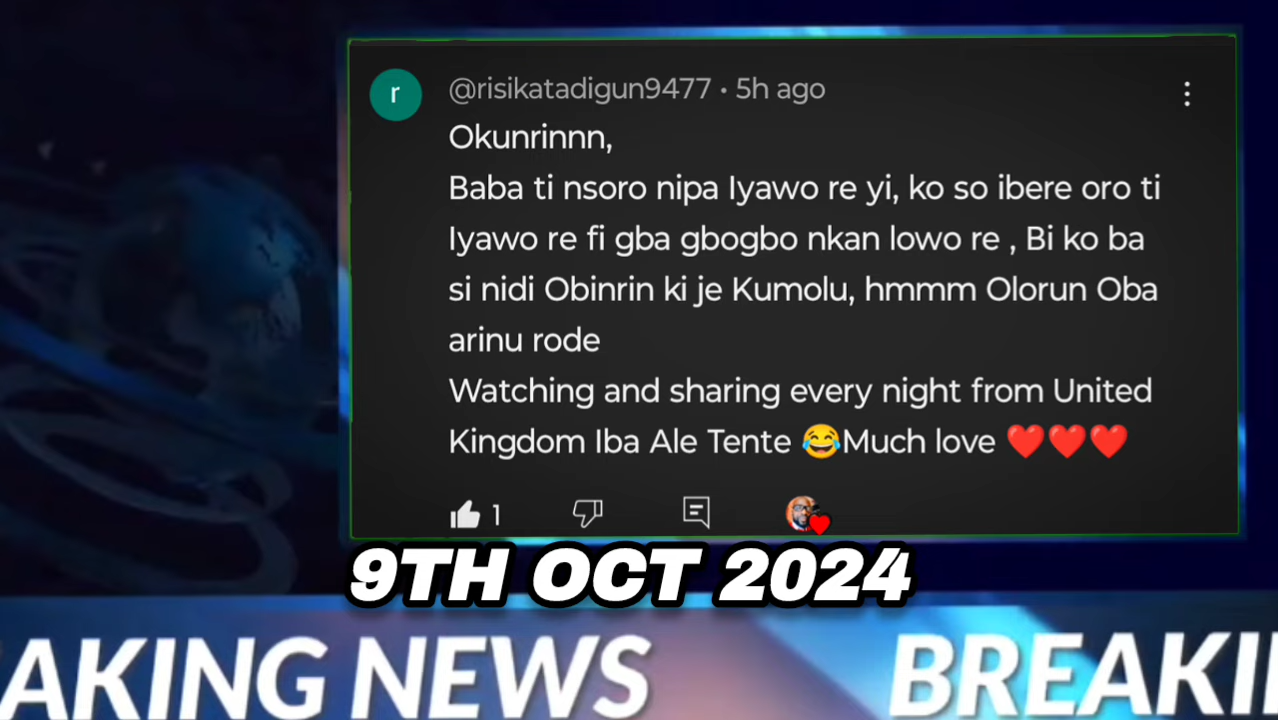 r
@risikatadigun9477 • 5h ago
Okunrinnn,
Baba ti nsoro nipa Iyawo re yi, ko so ibere oro ti
Iyawo re fi gba gbogbo nkan lowo re , Bi ko ba
si nidi Obinrin ki je Kumolu, hmmm Olorun Oba
arinu rode
Watching and sharing every night from United
Kingdom Iba Ale Tente 😂Much love ❤️❤️❤️
1
9TH OCT 2024
AKING NEWS BREAKI